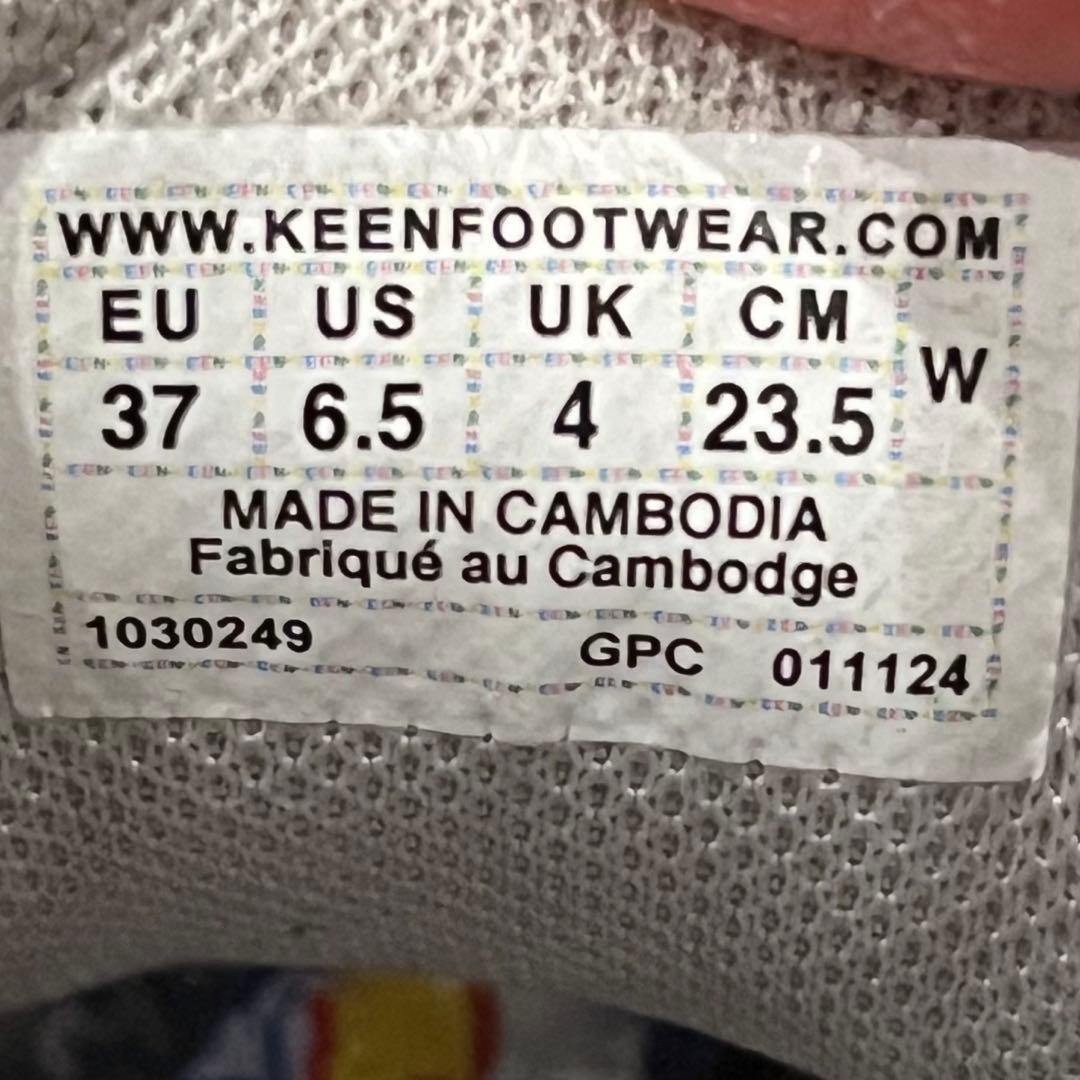 WWW.KEENFOOTWEAR.COM
EU US UK CM W
37 6.5 4 23.5
MADE IN CAMBODIA
Fabriqué au Cambodge
1030249 GPC 011124